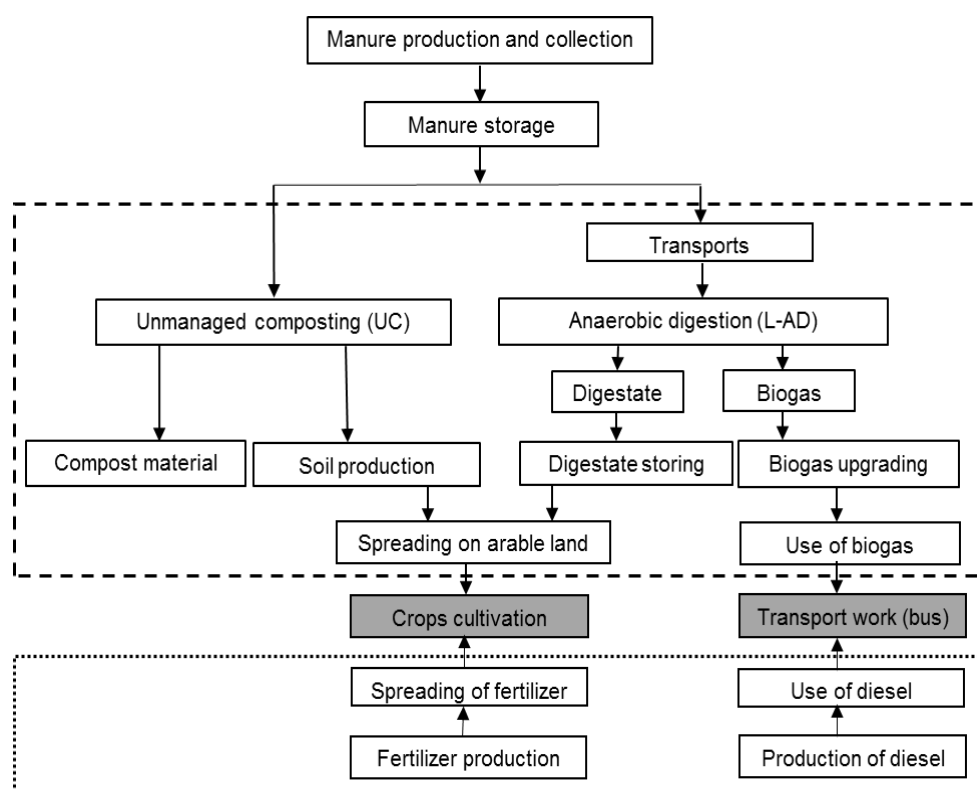 Manure production and collection
Manure storage
Transports
Unmanaged composting (UC)
Anaerobic digestion (L-AD)
Digestate
Biogas
Compost material
Soil production
Digestate storing
Biogas upgrading
Spreading on arable land
Use of biogas
Crops cultivation
Transport work (bus)
Spreading of fertilizer
Use of diesel
Fertilizer production
Production of diesel